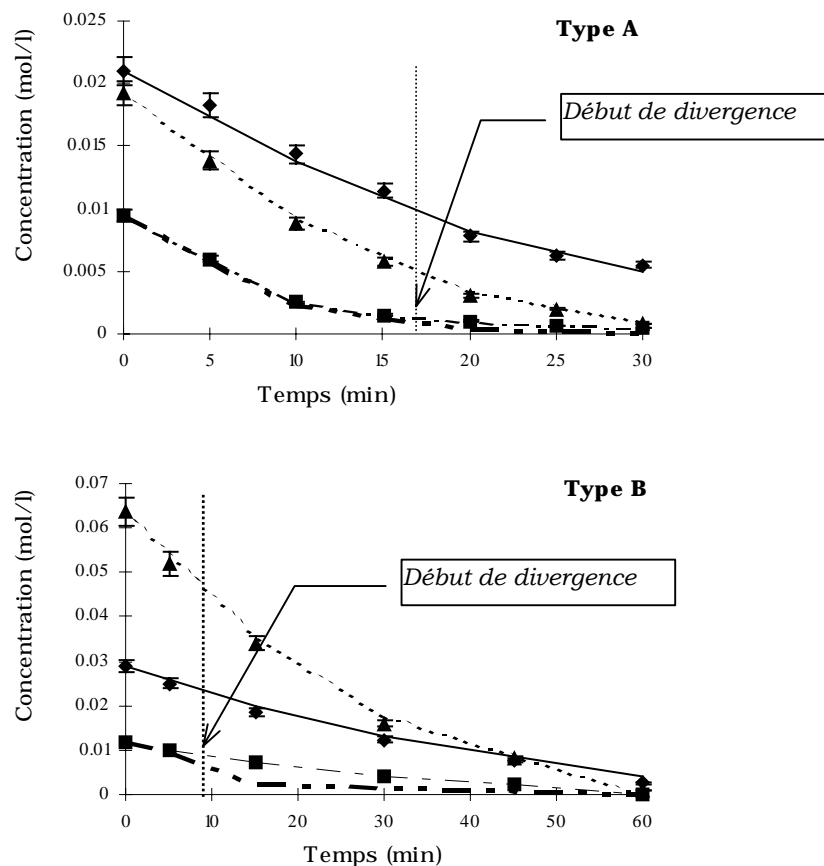 Type A
Concentration (mol/l)
0.025
0.02
0.015
0.01
0.005
0
Début de divergence
0 5 10 15 20 25 30
Temps (min)
Type B
Concentration (mol/l)
0.07
0.06
0.05
0.04
0.03
0.02
0.01
0
Début de divergence
0 10 20 30 40 50 60
Temps (min)